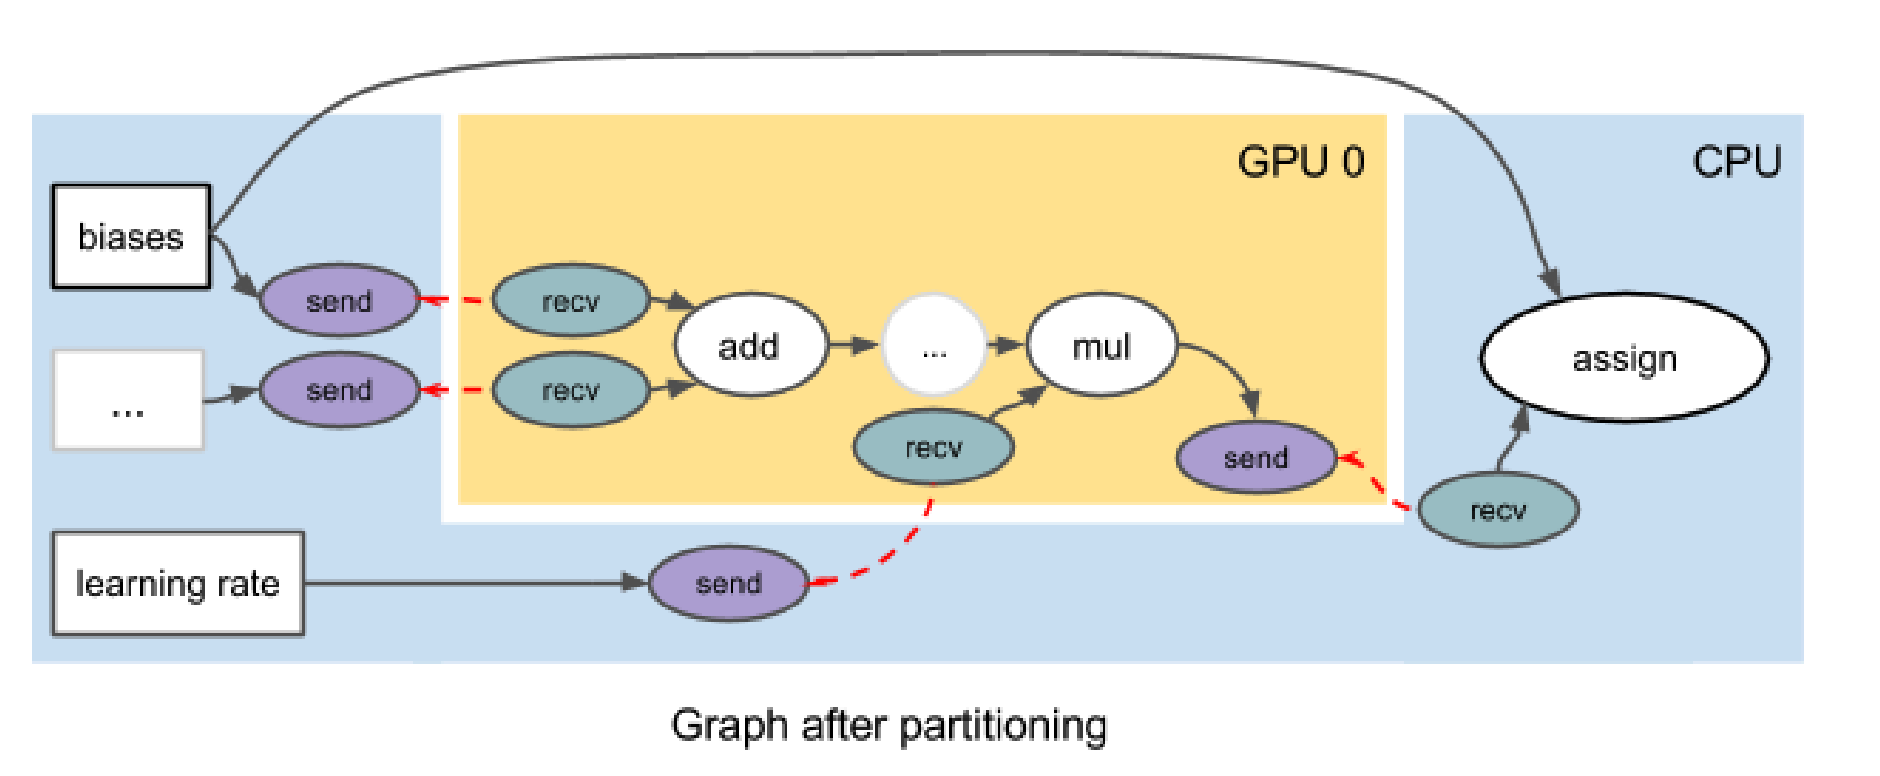 GPU 0
CPU
biases
send
recv
add
...
mul
assign
...
send
recv
recv
send
recv
learning rate
send
Graph after partitioning